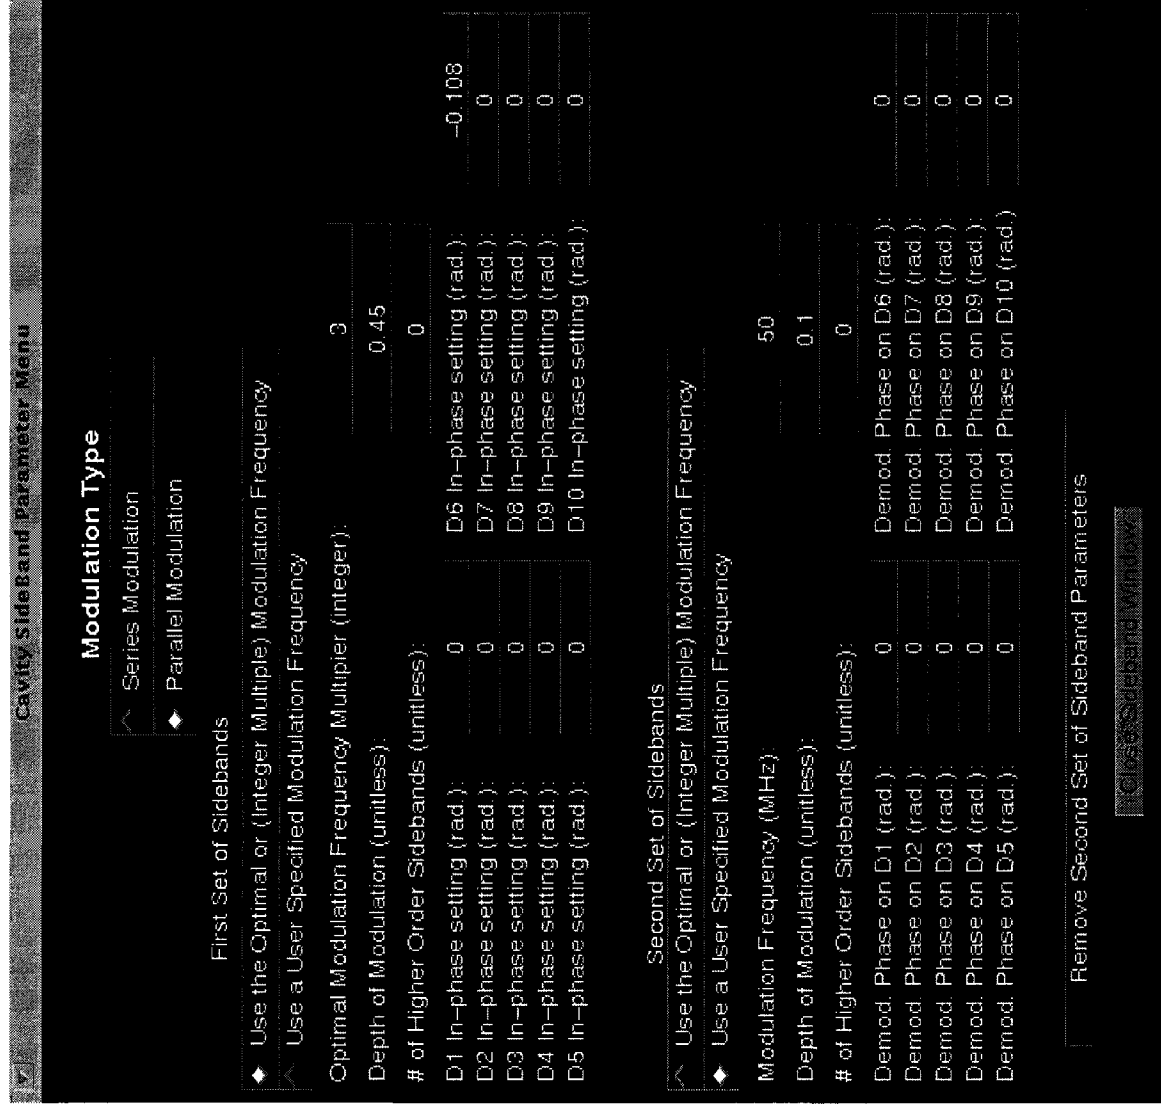 Cavity SideBand Parameter Menu
Modulation Type
Series Modulation
Parallel Modulation
First Set of Sidebands
Use the Optimal or (Integer Multiple) Modulation Frequency
Use a User Specified Modulation Frequency
Optimal Modulation Frequency Multipier (integer): 3
Depth of Modulation (unitless): 0.45
# of Higher Order Sidebands (unitless): 0
D1 In-phase setting (rad.): 0 D6 In-phase setting (rad.): -0.108
D2 In-phase setting (rad.): 0 D7 In-phase setting (rad.): 0
D3 In-phase setting (rad.): 0 D8 In-phase setting (rad.): 0
D4 In-phase setting (rad.): 0 D9 In-phase setting (rad.): 0
D5 In-phase setting (rad.): 0 D10 In-phase setting (rad.): 0
Second Set of Sidebands
Use the Optimal or (Integer Multiple) Modulation Frequency
Use a User Specified Modulation Frequency
Modulation Frequency (MHz): 50
Depth of Modulation (unitless): 0.1
# of Higher Order Sidebands (unitless): 0
Demod. Phase on D1 (rad.): 0 Demod. Phase on D6 (rad.): 0
Demod. Phase on D2 (rad.): 0 Demod. Phase on D7 (rad.): 0
Demod. Phase on D3 (rad.): 0 Demod. Phase on D8 (rad.): 0
Demod. Phase on D4 (rad.): 0 Demod. Phase on D9 (rad.): 0
Demod. Phase on D5 (rad.): 0 Demod. Phase on D10 (rad.) 0
Remove Second Set of Sideband Parameters
Close Sideband Window